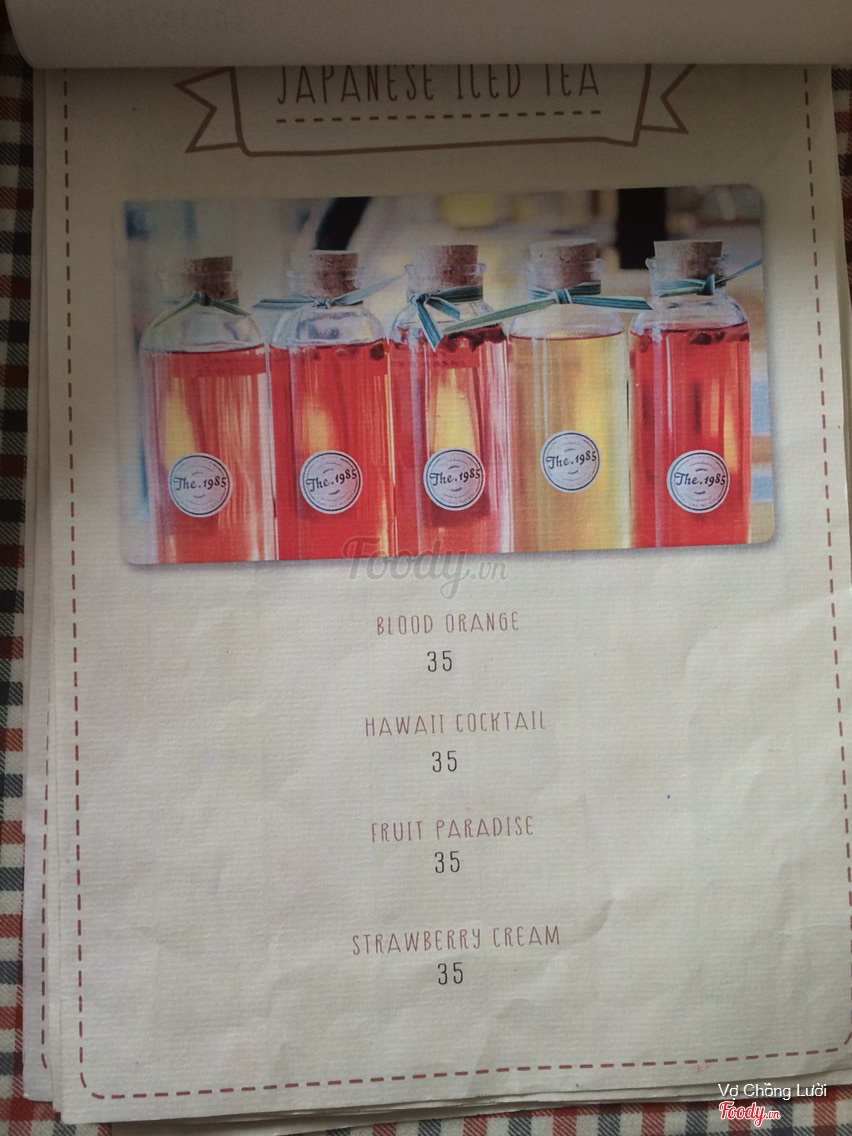 JAPANESE ICED TEA
The.1985
The.1985
The.1985
The.1985
The.1985
Foody.vn
BLOOD ORANGE
35
HAWAII COCKTAIL
35
FRUIT PARADISE
35
STRAWBERRY CREAM
35
Vợ Chồng Lười
Foody.vn